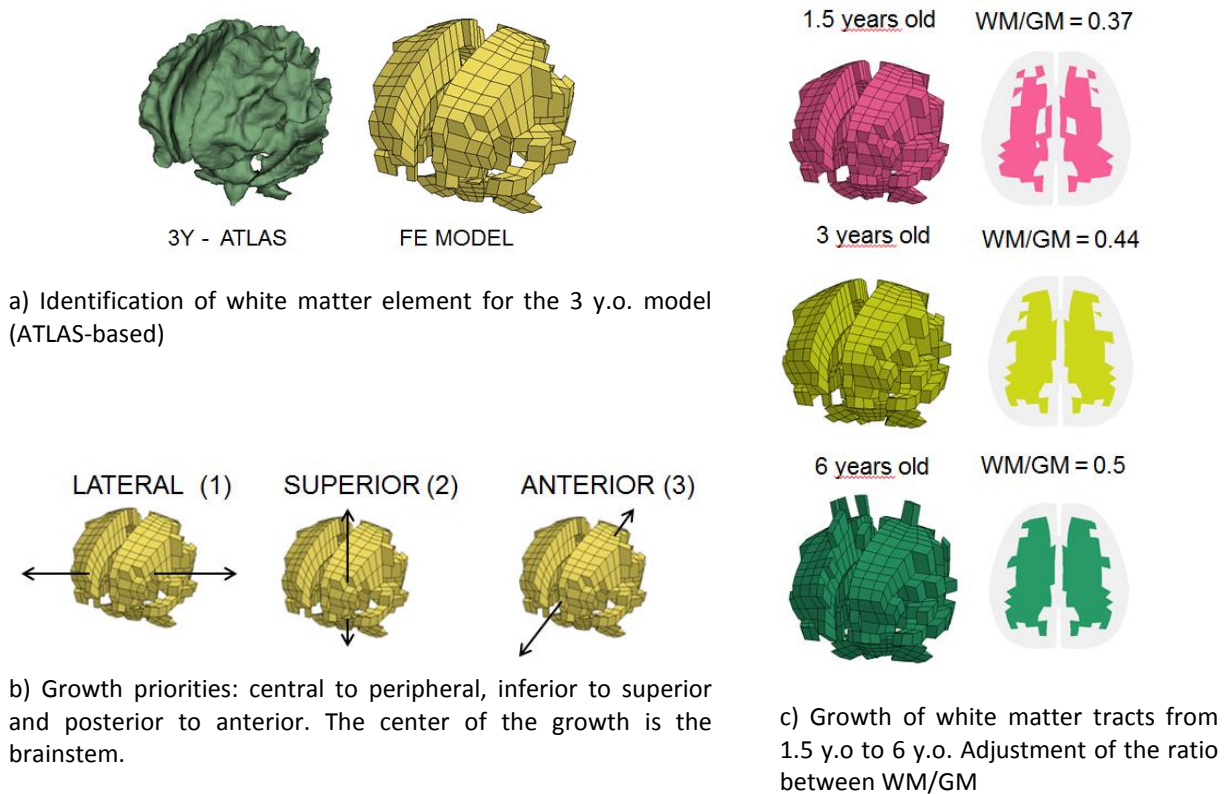 3Y - ATLAS
FE MODEL
a) Identification of white matter element for the 3 y.o. model
(ATLAS-based)
LATERAL (1)
SUPERIOR (2)
ANTERIOR (3)
b) Growth priorities: central to peripheral, inferior to superior
and posterior to anterior. The center of the growth is the
brainstem.
1.5 years old
WM/GM = 0.37
3 years old
WM/GM = 0.44
6 years old
WM/GM = 0.5
c) Growth of white matter tracts from
1.5 y.o to 6 y.o. Adjustment of the ratio
between WM/GM